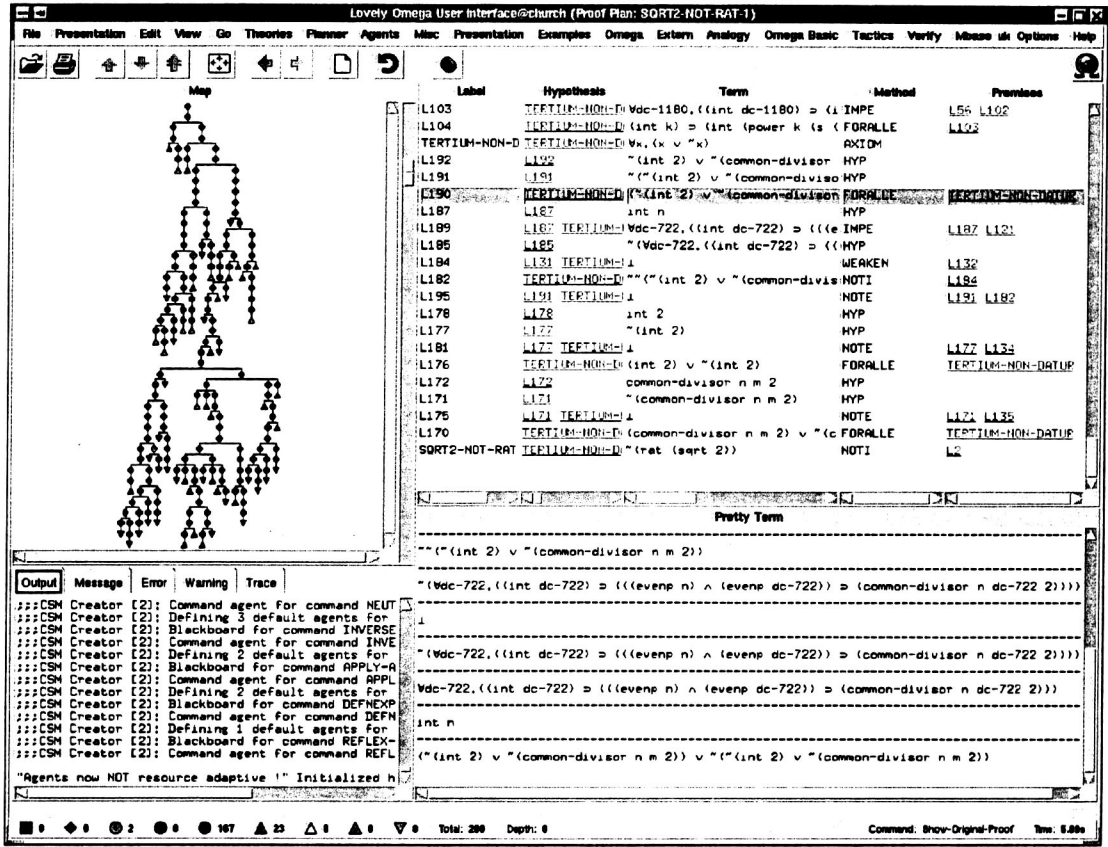 Lovely Omega User Interface@church (Proof Plan: SQRT2-NOT-RAT-1)
File Presentation Edit View Go Theories Planner Agents Misc Presentation Examples Omega Extern Analogy Omega Basic Tactics Verify Mbase uk Options Help
Map
Label Hypothesis Term Method Premises
L103 TERTIUM-NON-D ∀dc-1180,((int dc-1180) ⊃ (i IMPE L56 L102
L104 TERTIUM-NON-D (int k) ⊃ (int (power k (s ( FORALLE L103
TERTIUM-NON-D TERTIUM-NON-D ∀x,(x ∨ ~x) AXIOM
L192 L192 ~(int 2) ∨ ~(common-divisor HYP
L191 L191 ~(~(int 2) ∨ ~(common-diviso HYP
L190 TERTIUM-NON-D (~(int 2) ∨ ~(common-divison FORALLE TERTIUM-NON-DATUR
L187 L187 int n HYP
L189 L187 TERTIUM-I ∀dc-722,((int dc-722) ⊃ (((e IMPE L187 L121
L185 L185 ~(∀dc-722,((int dc-722) ⊃ (( HYP
L184 L131 TERTIUM-I ⊥ WEAKEN L132
L182 TERTIUM-NON-D ~~(~(int 2) ∨ ~(common-divis NOTI L184
L195 L191 TERTIUM-I ⊥ NOTE L191 L182
L178 L178 int 2 HYP
L177 L177 ~(int 2) HYP
L181 L177 TERTIUM-I ⊥ NOTE L177 L134
L176 TERTIUM-NON-D (int 2) ∨ ~(int 2) FORALLE TERTIUM-NON-DATUR
L172 L172 common-divisor n m 2 HYP
L171 L171 ~(common-divisor n m 2) HYP
L175 L171 TERTIUM-I ⊥ NOTE L171 L135
L170 TERTIUM-NON-D (common-divisor n m 2) ∨ ~(c FORALLE TERTIUM-NON-DATUR
SQRT2-NOT-RAT TERTIUM-NON-D ~(rat (sqrt 2)) NOTI L2
Pretty Term
~~(~(int 2) ∨ ~(common-divisor n m 2))
~(∀dc-722,((int dc-722) ⊃ (((evenp n) ∧ (evenp dc-722)) ⊃ (common-divisor n dc-722 2))))
⊥
~(∀dc-722,((int dc-722) ⊃ (((evenp n) ∧ (evenp dc-722)) ⊃ (common-divisor n dc-722 2))))
∀dc-722,((int dc-722) ⊃ (((evenp n) ∧ (evenp dc-722)) ⊃ (common-divisor n dc-722 2)))
int n
(~(int 2) ∨ ~(common-divisor n m 2)) ∨ ~(~(int 2) ∨ ~(common-divisor n m 2))
Output Message Error Warning Trace
;;;CSM Creator [2]: Command agent for command NEUT
;;;CSM Creator [2]: Defining 3 default agents for
;;;CSM Creator [2]: Blackboard for command INVERSE
;;;CSM Creator [2]: Command agent for command INVE
;;;CSM Creator [2]: Defining 2 default agents for
;;;CSM Creator [2]: Blackboard for command APPLY-A
;;;CSM Creator [2]: Command agent for command APPL
;;;CSM Creator [2]: Defining 2 default agents for
;;;CSM Creator [2]: Blackboard for command DEFNEXP
;;;CSM Creator [2]: Command agent for command DEFN
;;;CSM Creator [2]: Defining 1 default agents for
;;;CSM Creator [2]: Blackboard for command REFLEX-
;;;CSM Creator [2]: Command agent for command REFL
"Agents now NOT resource adaptive !" Initialized h
0 0 2 0 167 23 0 0 0 Total: 200 Depth: 0 Command: Show-Original-Proof